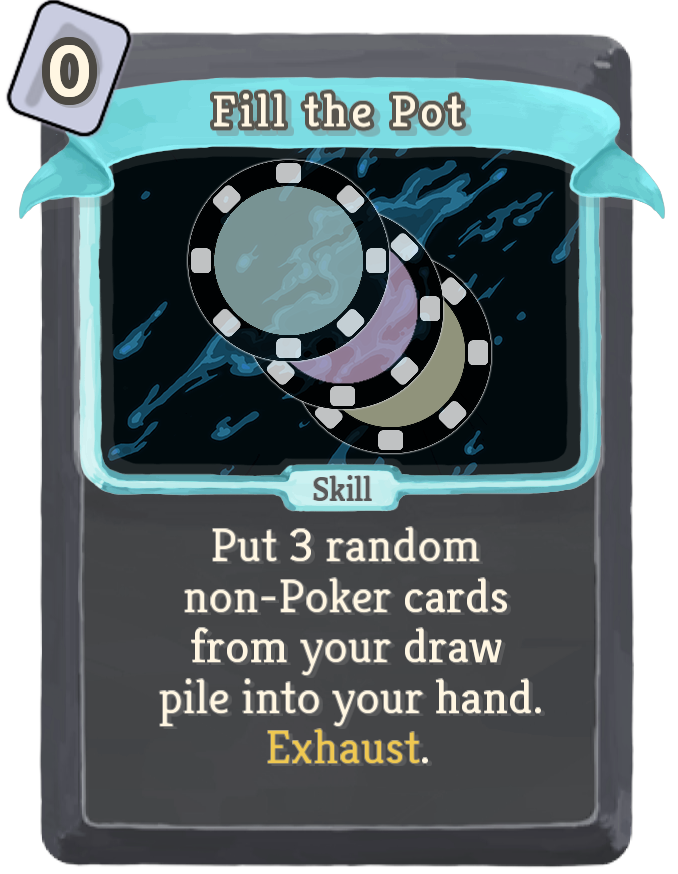 0
Fill the Pot
Skill
Put 3 random
non-Poker cards
from your draw
pile into your hand.
Exhaust.